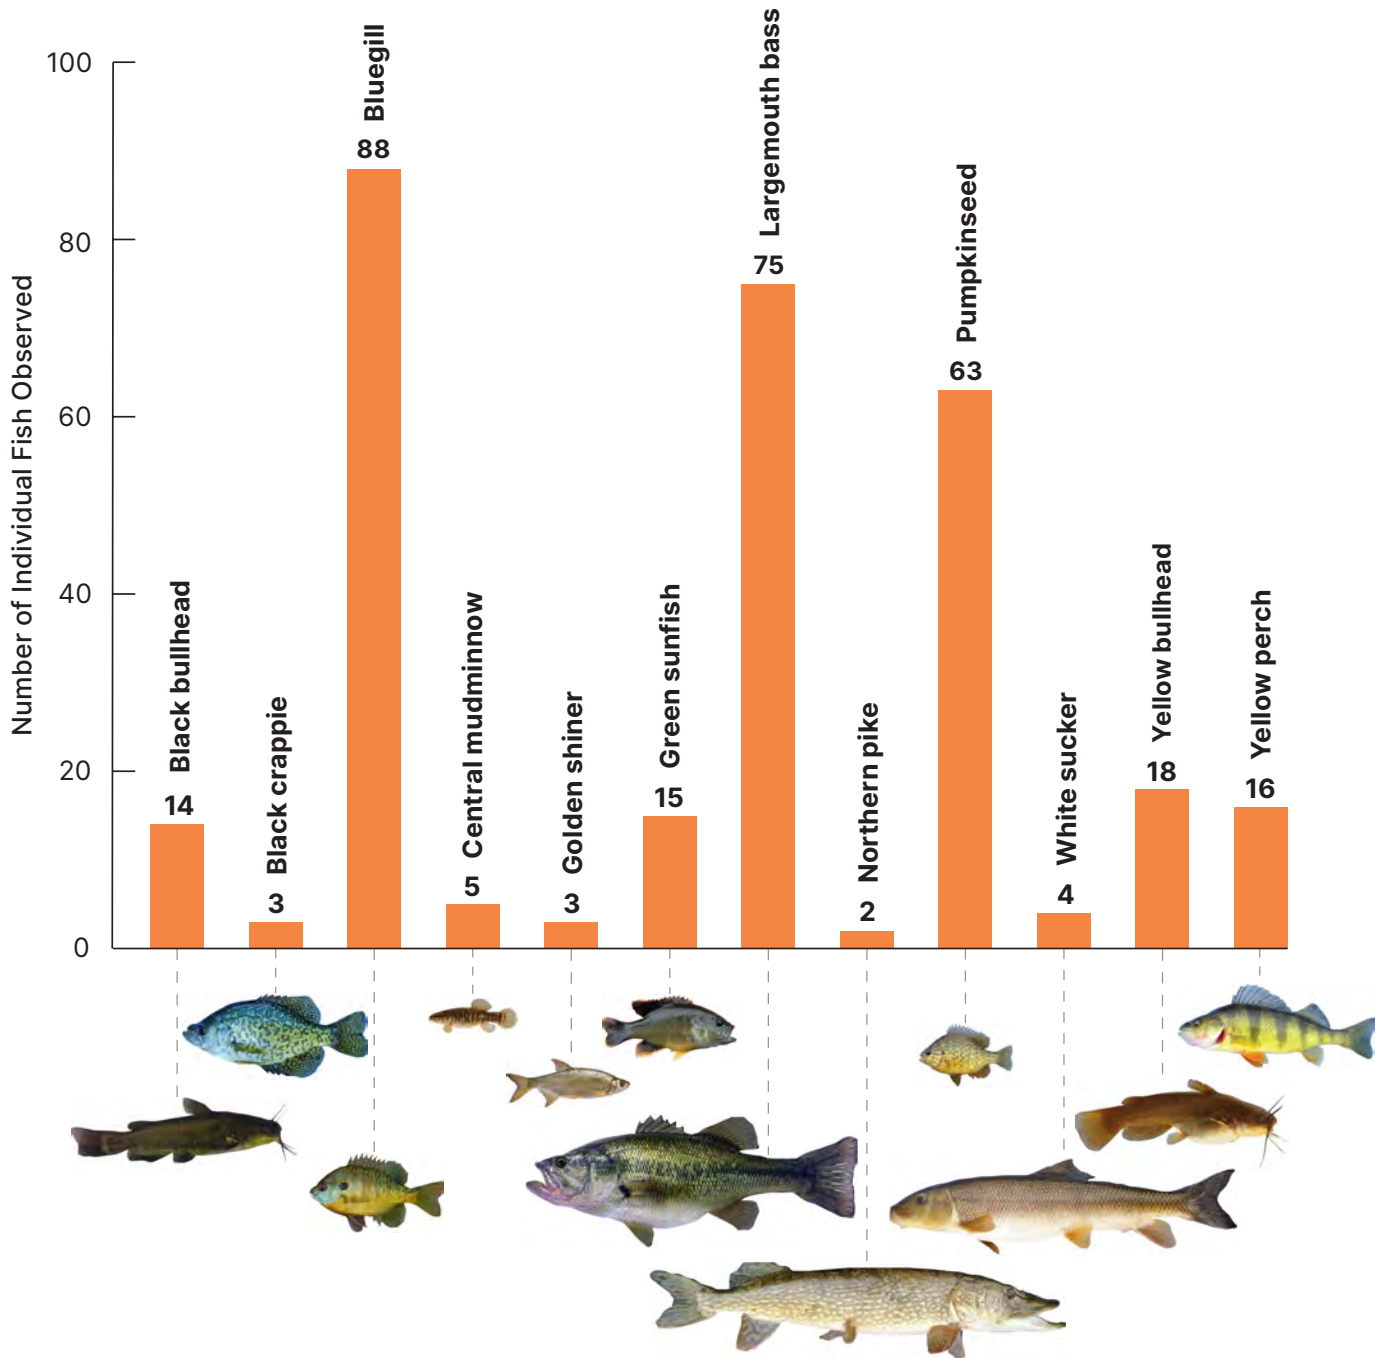 Number of Individual Fish Observed
100
80
60
40
20
0
14 Black bullhead
3 Black crappie
88 Bluegill
5 Central mudminnow
3 Golden shiner
15 Green sunfish
75 Largemouth bass
2 Northern pike
63 Pumpkinseed
4 White sucker
18 Yellow bullhead
16 Yellow perch